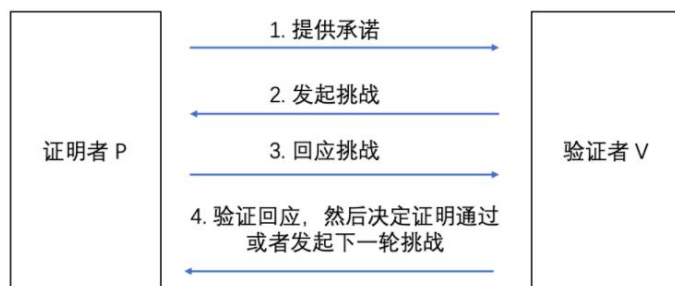 1. 提供承诺
2. 发起挑战
证明者 P
3. 回应挑战
验证者 V
4. 验证回应，然后决定证明通过
或者发起下一轮挑战